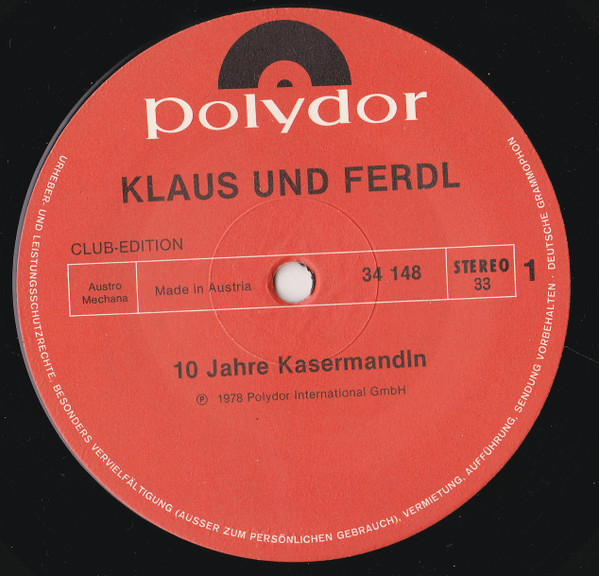 polydor
KLAUS UND FERDL
CLUB-EDITION
Austro
Mechana
Made in Austria
34 148
STEREO
33
1
10 Jahre Kasermandln
Ⓟ 1978 Polydor International GmbH
URHEBER- UND LEISTUNGSSCHUTZRECHTE, BESONDERS VERVIELFÄLTIGUNG (AUSSER ZUM PERSÖNLICHEN GEBRAUCH), VERMIETUNG, AUFFÜHRUNG, SENDUNG VORBEHALTEN · DEUTSCHE GRAMMOPHON